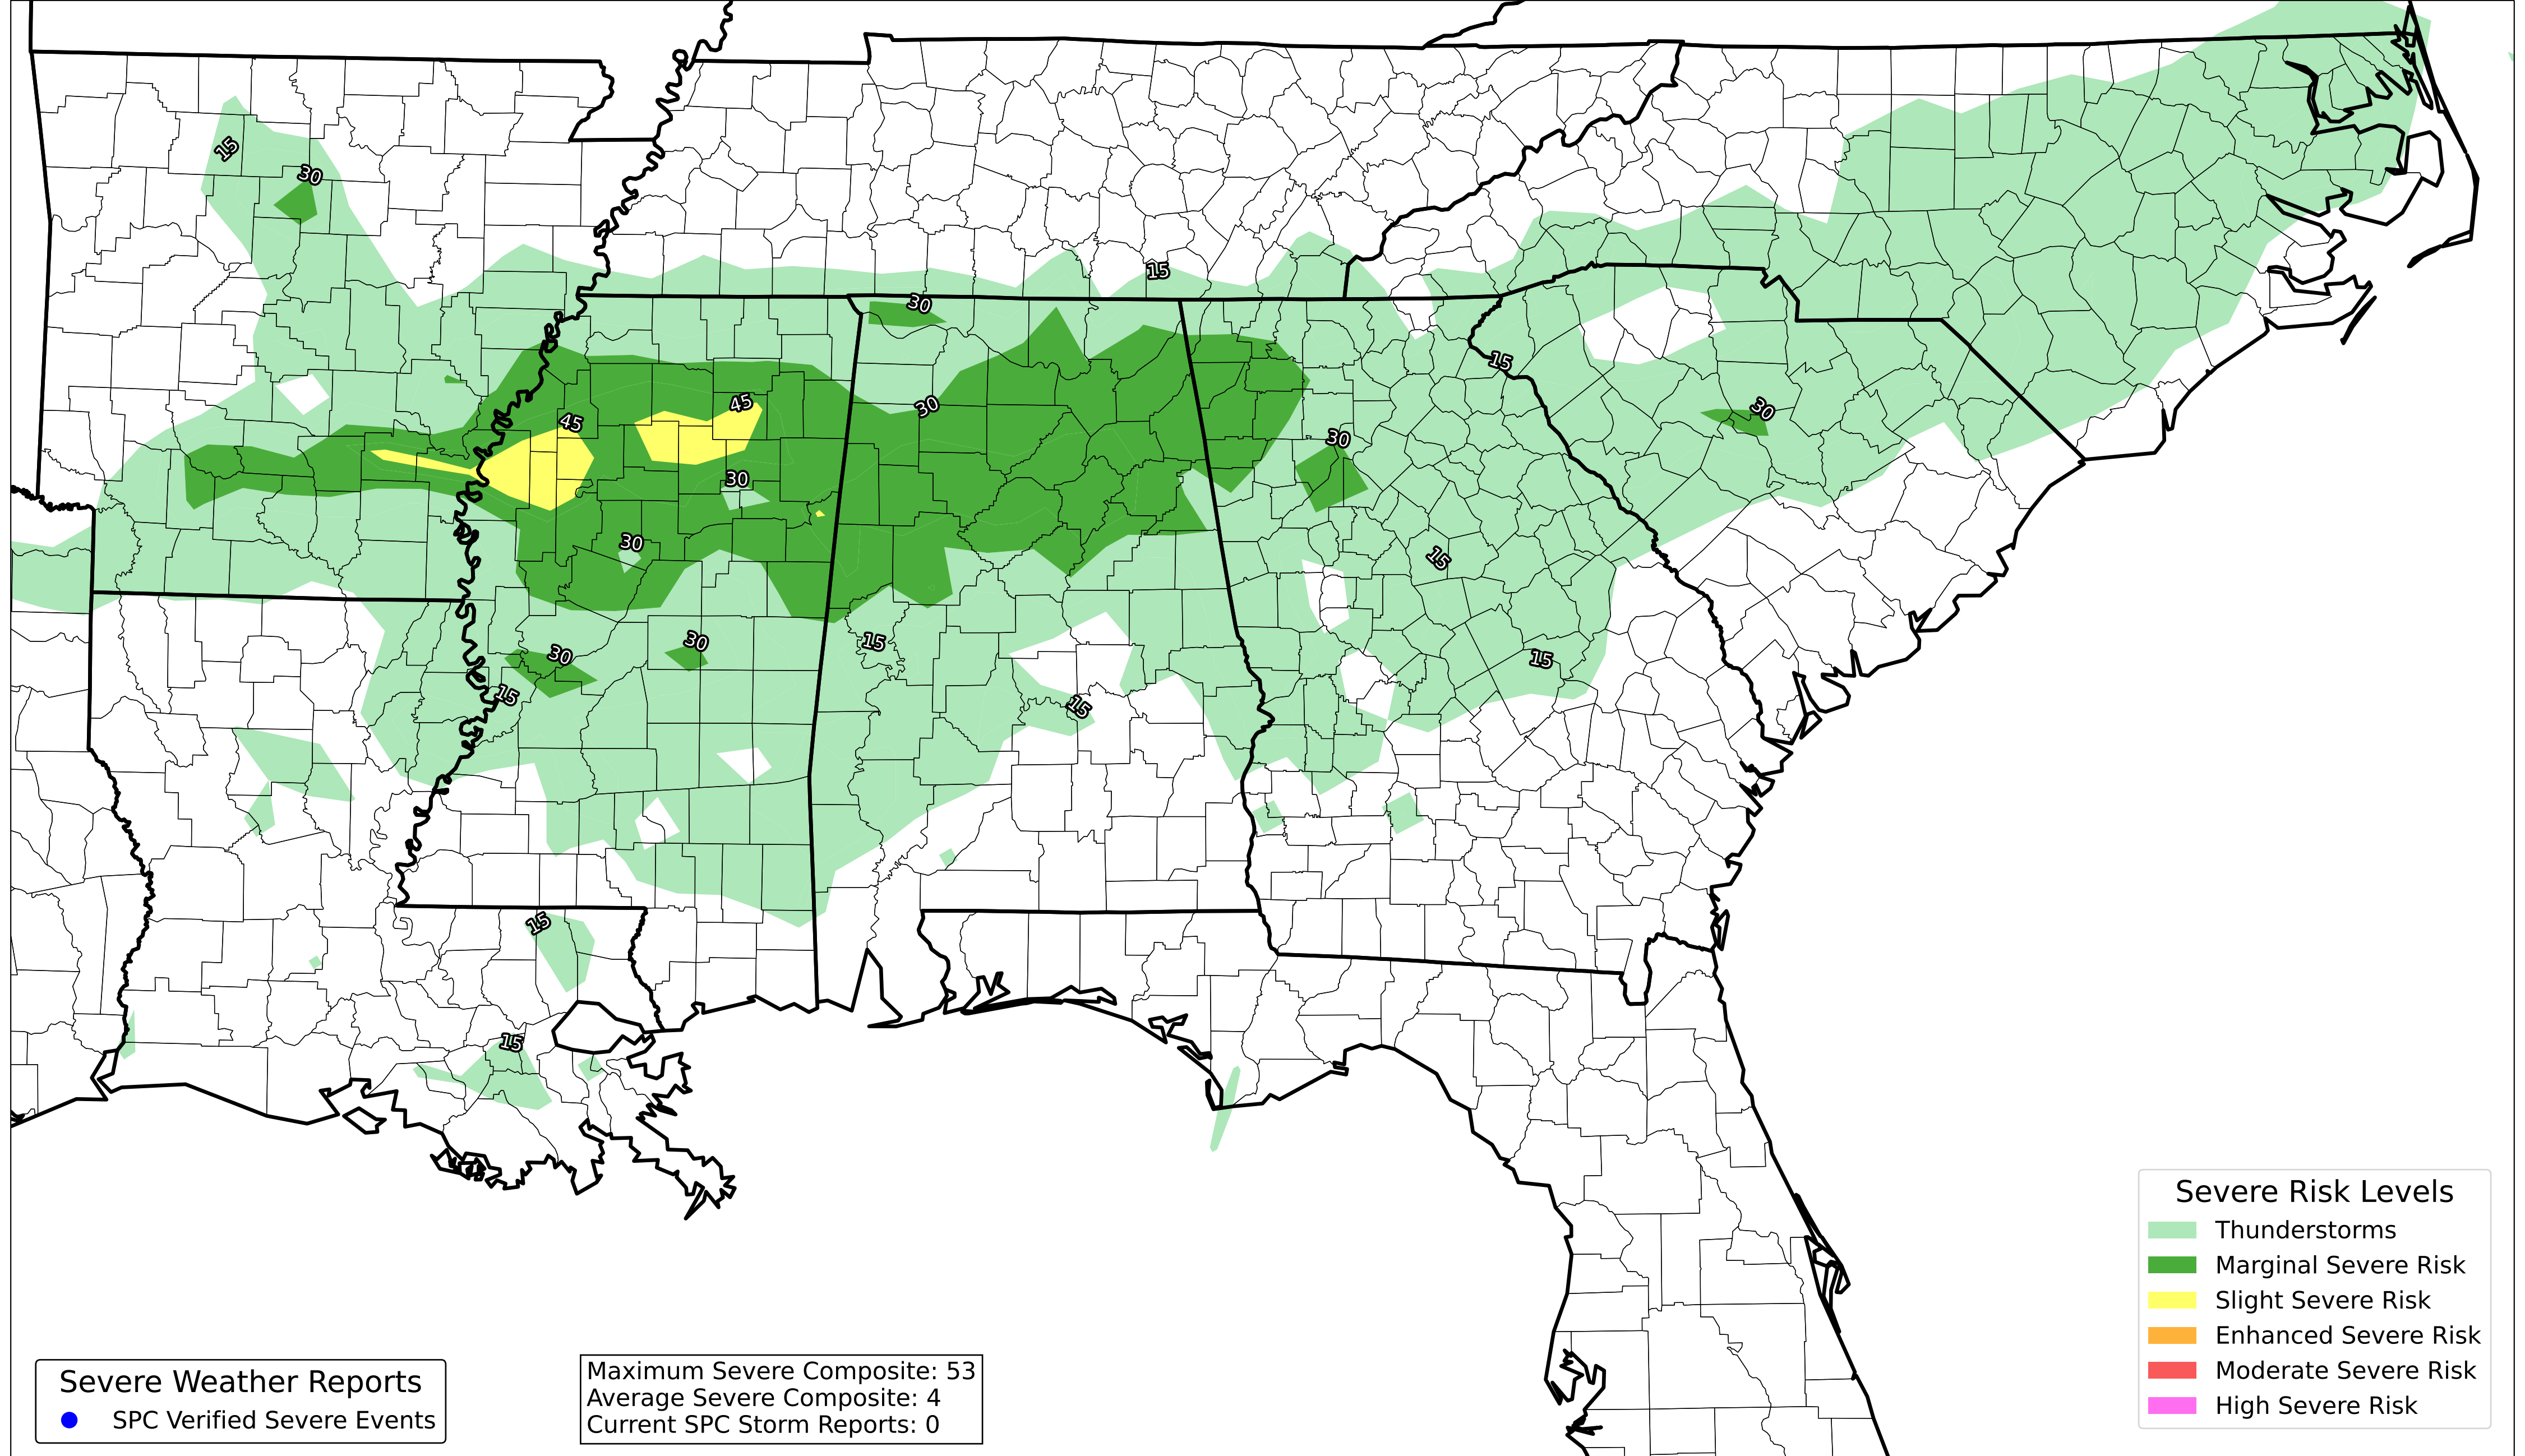 15
30
15
30
15
30
45
45
30
30
30
30
15
30
30
30
15
15
15
15
15
15
15
Severe Risk Levels
Thunderstorms
Marginal Severe Risk
Slight Severe Risk
Enhanced Severe Risk
Moderate Severe Risk
High Severe Risk
Severe Weather Reports
SPC Verified Severe Events
Maximum Severe Composite: 53
Average Severe Composite: 4
Current SPC Storm Reports: 0